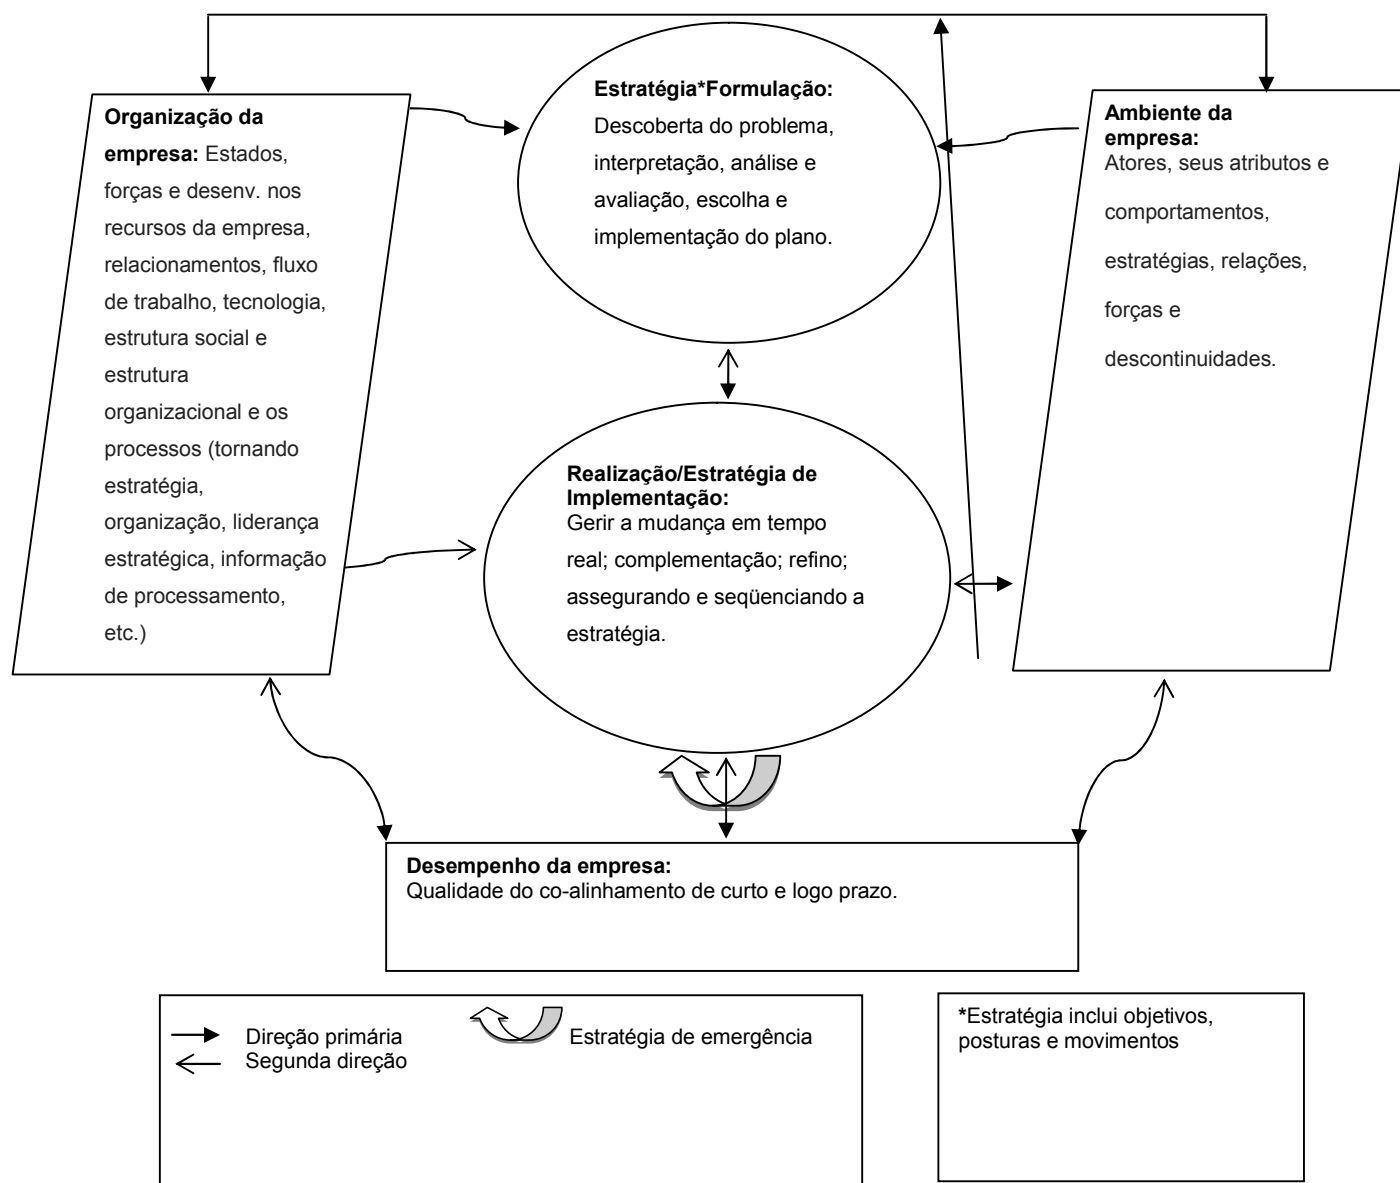 Organização da
empresa: Estados,
forças e desenv. nos
recursos da empresa,
relacionamentos, fluxo
de trabalho, tecnologia,
estrutura social e
estrutura
organizacional e os
processos (tornando
estratégia,
organização, liderança
estratégica, informação
de processamento,
etc.)
Estratégia*Formulação:
Descoberta do problema,
interpretação, análise e
avaliação, escolha e
implementação do plano.
Ambiente da
empresa:
Atores, seus atributos e
comportamentos,
estratégias, relações,
forças e
descontinuidades.
Realização/Estratégia de
Implementação:
Gerir a mudança em tempo
real; complementação; refino;
assegurando e seqüenciando a
estratégia.
Desempenho da empresa:
Qualidade do co-alinhamento de curto e logo prazo.
Direção primária
Segunda direção
Estratégia de emergência
*Estratégia inclui objetivos,
posturas e movimentos